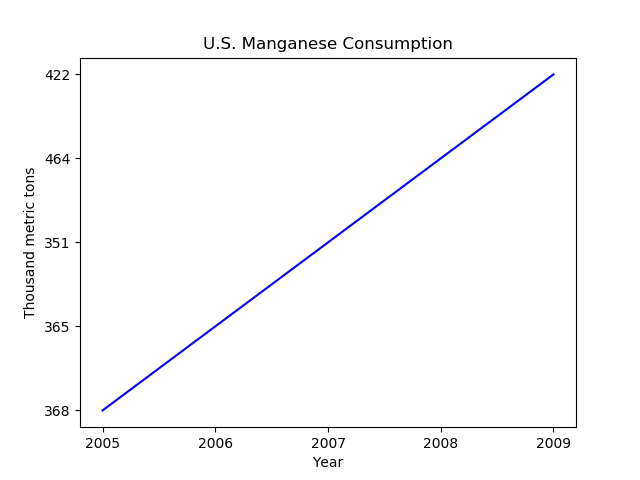 U.S. Manganese Consumption
422
464
351
365
368
Thousand metric tons
2005 2006 2007 2008 2009
Year